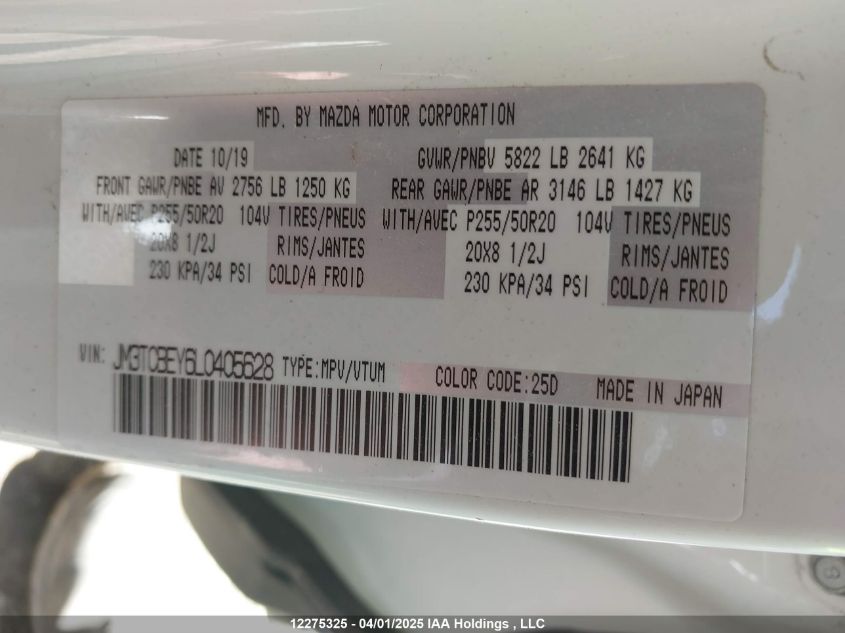 MFD. BY MAZDA MOTOR CORPORATION
DATE 10/19 GVWR/PNBV 5822 LB 2641 KG
FRONT GAWR/PNBE AV 2756 LB 1250 KG REAR GAWR/PNBE AR 3146 LB 1427 KG
WITH/AVEC P255/50R20 104V TIRES/PNEUS WITH/AVEC P255/50R20 104V TIRES/PNEUS
20X8 1/2J RIMS/JANTES 20X8 1/2J RIMS/JANTES
230 KPA/34 PSI COLD/A FROID 230 KPA/34 PSI COLD/A FROID
VIN: JM3TCBEY6L0405628 TYPE:MPV/VTUM COLOR CODE:25D MADE IN JAPAN
12275325 - 04/01/2025 IAA Holdings , LLC